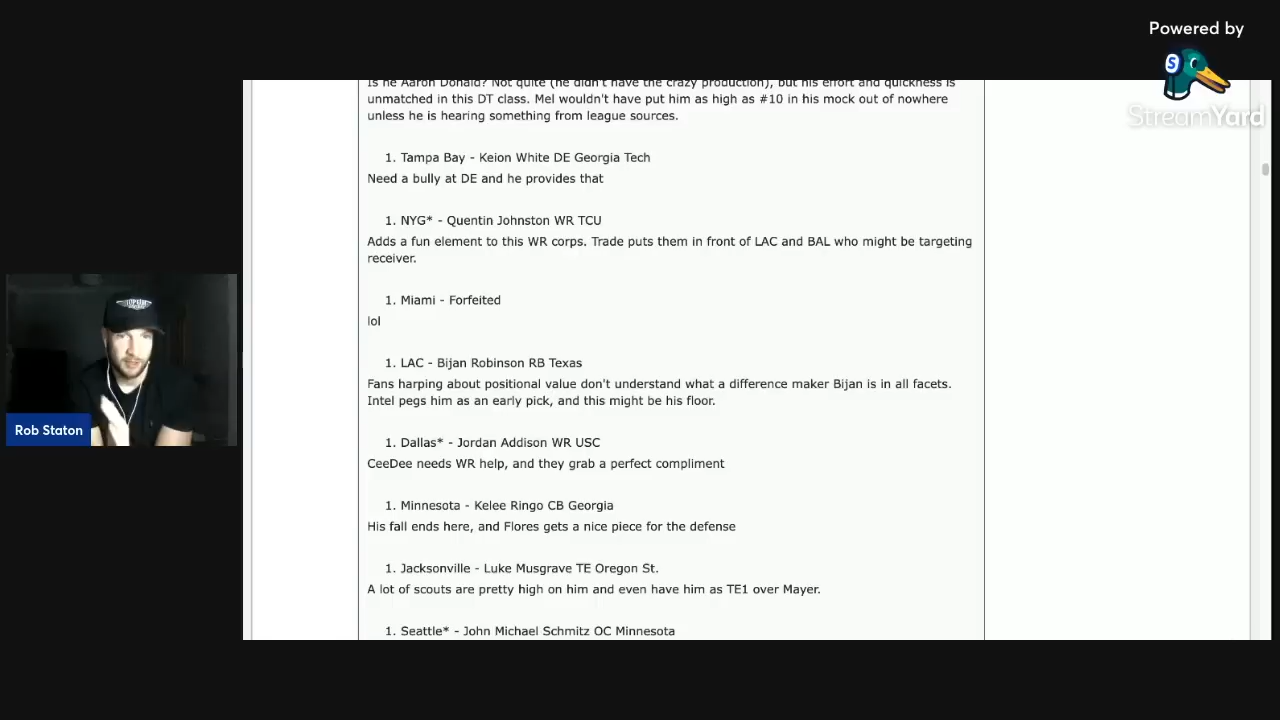 Powered by
S
StreamYard
Is he Aaron Donald? Not quite (he didn't have the crazy production), but his effort and quickness is
unmatched in this DT class. Mel wouldn't have put him as high as #10 in his mock out of nowhere
unless he is hearing something from league sources.
1. Tampa Bay - Keion White DE Georgia Tech
Need a bully at DE and he provides that
1. NYG* - Quentin Johnston WR TCU
Adds a fun element to this WR corps. Trade puts them in front of LAC and BAL who might be targeting
receiver.
1. Miami - Forfeited
lol
1. LAC - Bijan Robinson RB Texas
Fans harping about positional value don't understand what a difference maker Bijan is in all facets.
Intel pegs him as an early pick, and this might be his floor.
Rob Staton
1. Dallas* - Jordan Addison WR USC
CeeDee needs WR help, and they grab a perfect compliment
1. Minnesota - Kelee Ringo CB Georgia
His fall ends here, and Flores gets a nice piece for the defense
1. Jacksonville - Luke Musgrave TE Oregon St.
A lot of scouts are pretty high on him and even have him as TE1 over Mayer.
1. Seattle* - John Michael Schmitz OC Minnesota